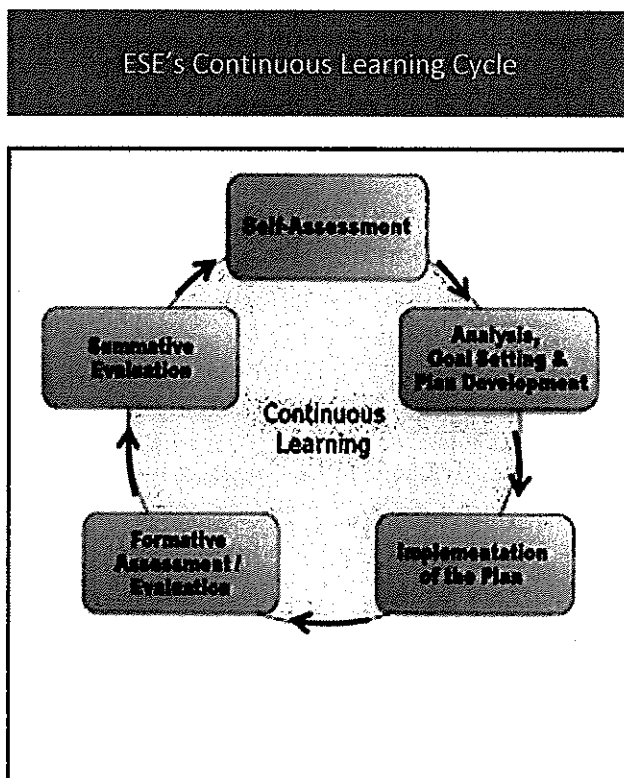 ESE's Continuous Learning Cycle
Self-Assessment
Analysis,
Goal Setting &
Plan Development
Implementation
of the Plan
Formative
Assessment /
Evaluation
Summative
Evaluation
Continuous
Learning